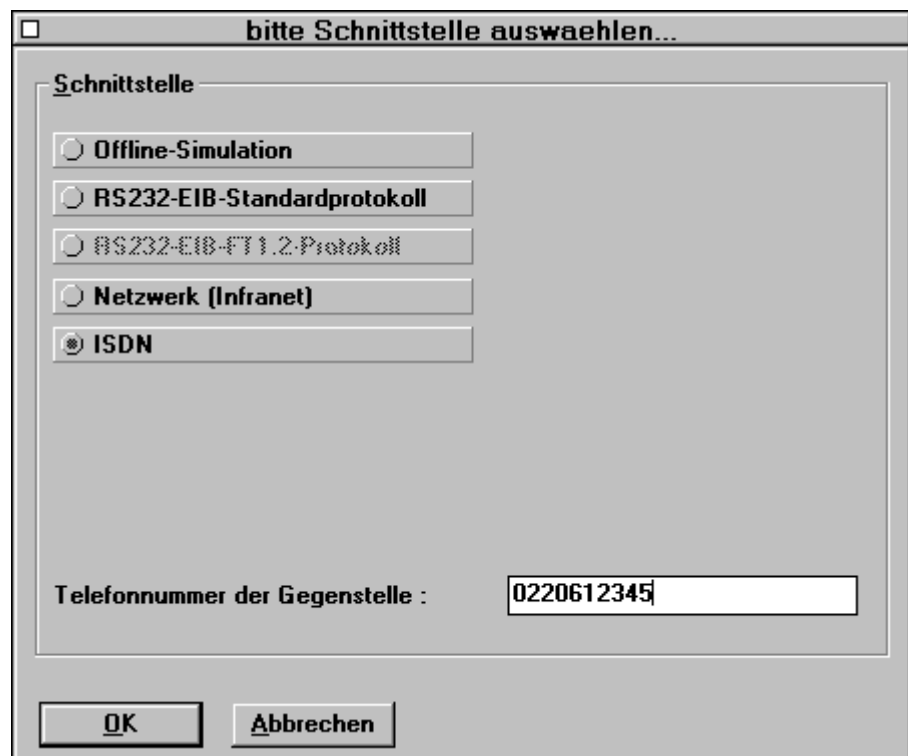 bitte Schnittstelle auswaehlen...
Schnittstelle
Offline-Simulation
RS232-EIB-Standardprotokoll
RS232-EIB-FT1.2-Protokoll
Netzwerk (Infranet)
ISDN
Telefonnummer der Gegenstelle : 0220612345
OK Abbrechen